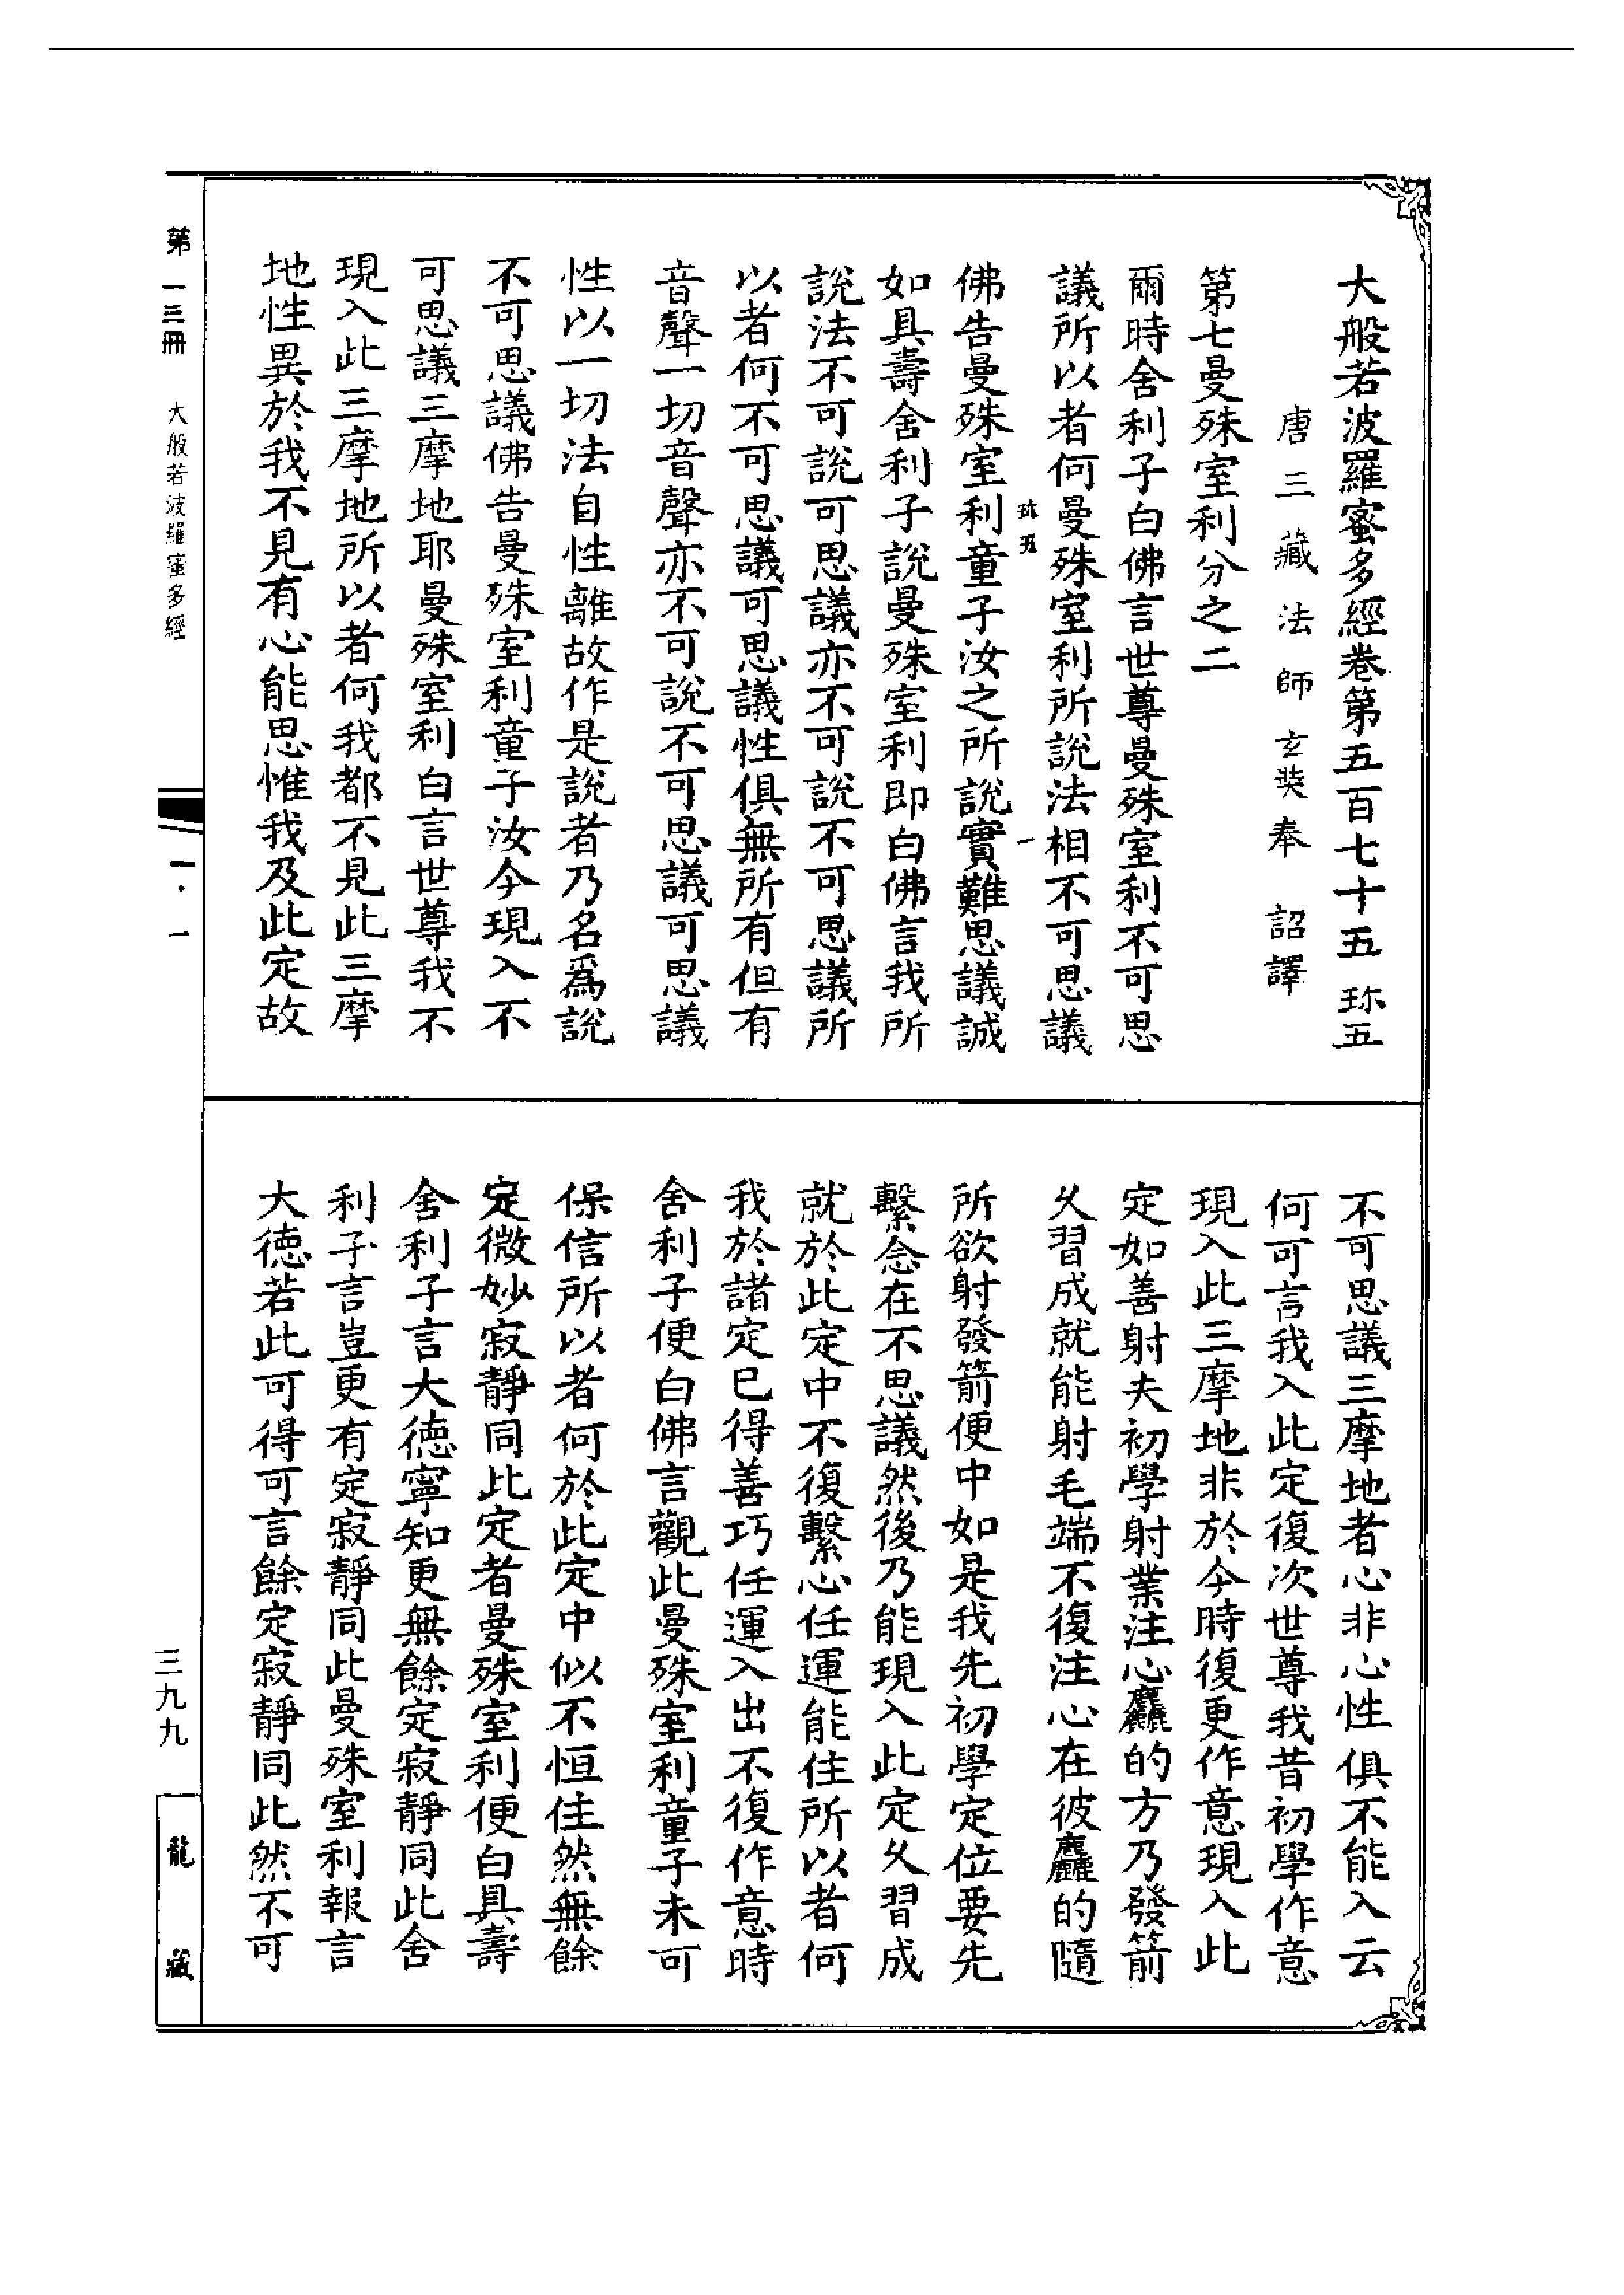 大般若波羅蜜多經卷第五百七十五 珎五
唐三藏法師玄奘奉 詔譯
第七曼殊室利分之二
爾時舍利子白佛言世尊曼殊室利不可思
議所以者何曼殊室利所說法相不可思議
珎五 一
佛告曼殊室利童子汝之所說實難思議誠
如具壽舍利子說曼殊室利即白佛言我所
說法不可說可思議亦不可說不可思議所
以者何不可思議可思議性俱無所有但有
音聲一切音聲亦不可說不可思議可思議
性以一切法自性離故作是說者乃名爲說
不可思議佛告曼殊室利童子汝今現入不
可思議三摩地耶曼殊室利白言世尊我不
現入此三摩地所以者何我都不見此三摩
地性異於我不見有心能思惟我及此定故
不可思議三摩地者心非心性俱不能入云
何可言我入此定復次世尊我昔初學作意
現入此三摩地非於今時復更作意現入此
定如善射夫初學射業注心麤的方乃發箭
久習成就能射毛端不復注心在彼麤的隨
所欲射發箭便中如是我先初學定位要先
繫念在不思議然後乃能現入此定久習成
就於此定中不復繫心任運能住所以者何
我於諸定已得善巧任運入出不復作意時
舍利子便白佛言觀此曼殊室利童子未可
保信所以者何於此定中似不恒住然無餘
定微妙寂靜同此定者曼殊室利便白具壽
舍利子言大德寧知更無餘定寂靜同此舍
利子言豈更有定寂靜同此曼殊室利報言
大德若此可得可言餘定寂靜同此然不可
第一三冊 大般若波羅蜜多經
一·一
三九九
龍藏